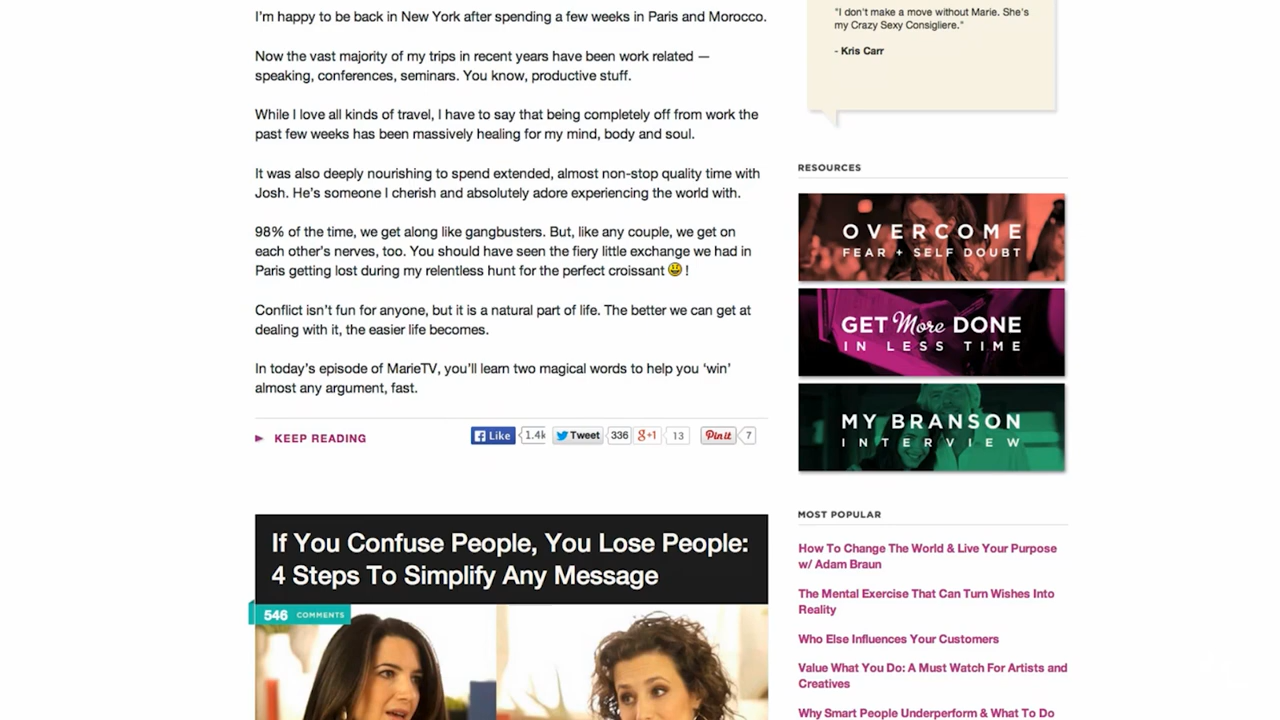 I'm happy to be back in New York after spending a few weeks in Paris and Morocco.
Now the vast majority of my trips in recent years have been work related —
speaking, conferences, seminars. You know, productive stuff.
While I love all kinds of travel, I have to say that being completely off from work the
past few weeks has been massively healing for my mind, body and soul.
It was also deeply nourishing to spend extended, almost non-stop quality time with
Josh. He's someone I cherish and absolutely adore experiencing the world with.
98% of the time, we get along like gangbusters. But, like any couple, we get on
each other's nerves, too. You should have seen the fiery little exchange we had in
Paris getting lost during my relentless hunt for the perfect croissant 😀 !
Conflict isn't fun for anyone, but it is a natural part of life. The better we can get at
dealing with it, the easier life becomes.
In today's episode of MarieTV, you'll learn two magical words to help you 'win'
almost any argument, fast.
KEEP READING
Like 1.4k Tweet 336 g+1 13 Pin it 7
If You Confuse People, You Lose People:
4 Steps To Simplify Any Message
546 COMMENTS
"I don't make a move without Marie. She's
my Crazy Sexy Consigliere."
- Kris Carr
RESOURCES
OVERCOME
FEAR + SELF DOUBT
GET More DONE
IN LESS TIME
MY BRANSON
INTERVIEW
MOST POPULAR
How To Change The World & Live Your Purpose
w/ Adam Braun
The Mental Exercise That Can Turn Wishes Into
Reality
Who Else Influences Your Customers
Value What You Do: A Must Watch For Artists and
Creatives
Why Smart People Underperform & What To Do